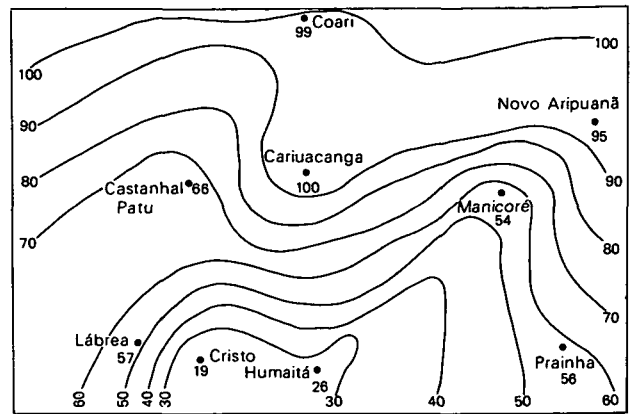 Coari
99
100
100
90
Novo Aripuanã
95
Cariuacanga
100
80
Castanhal 66
Patu
90
Manicoré
54
70
80
70
Lábrea
57
Cristo
19
Humaitá
26
Prainha
56
60
50
40
30
30
40
50
60